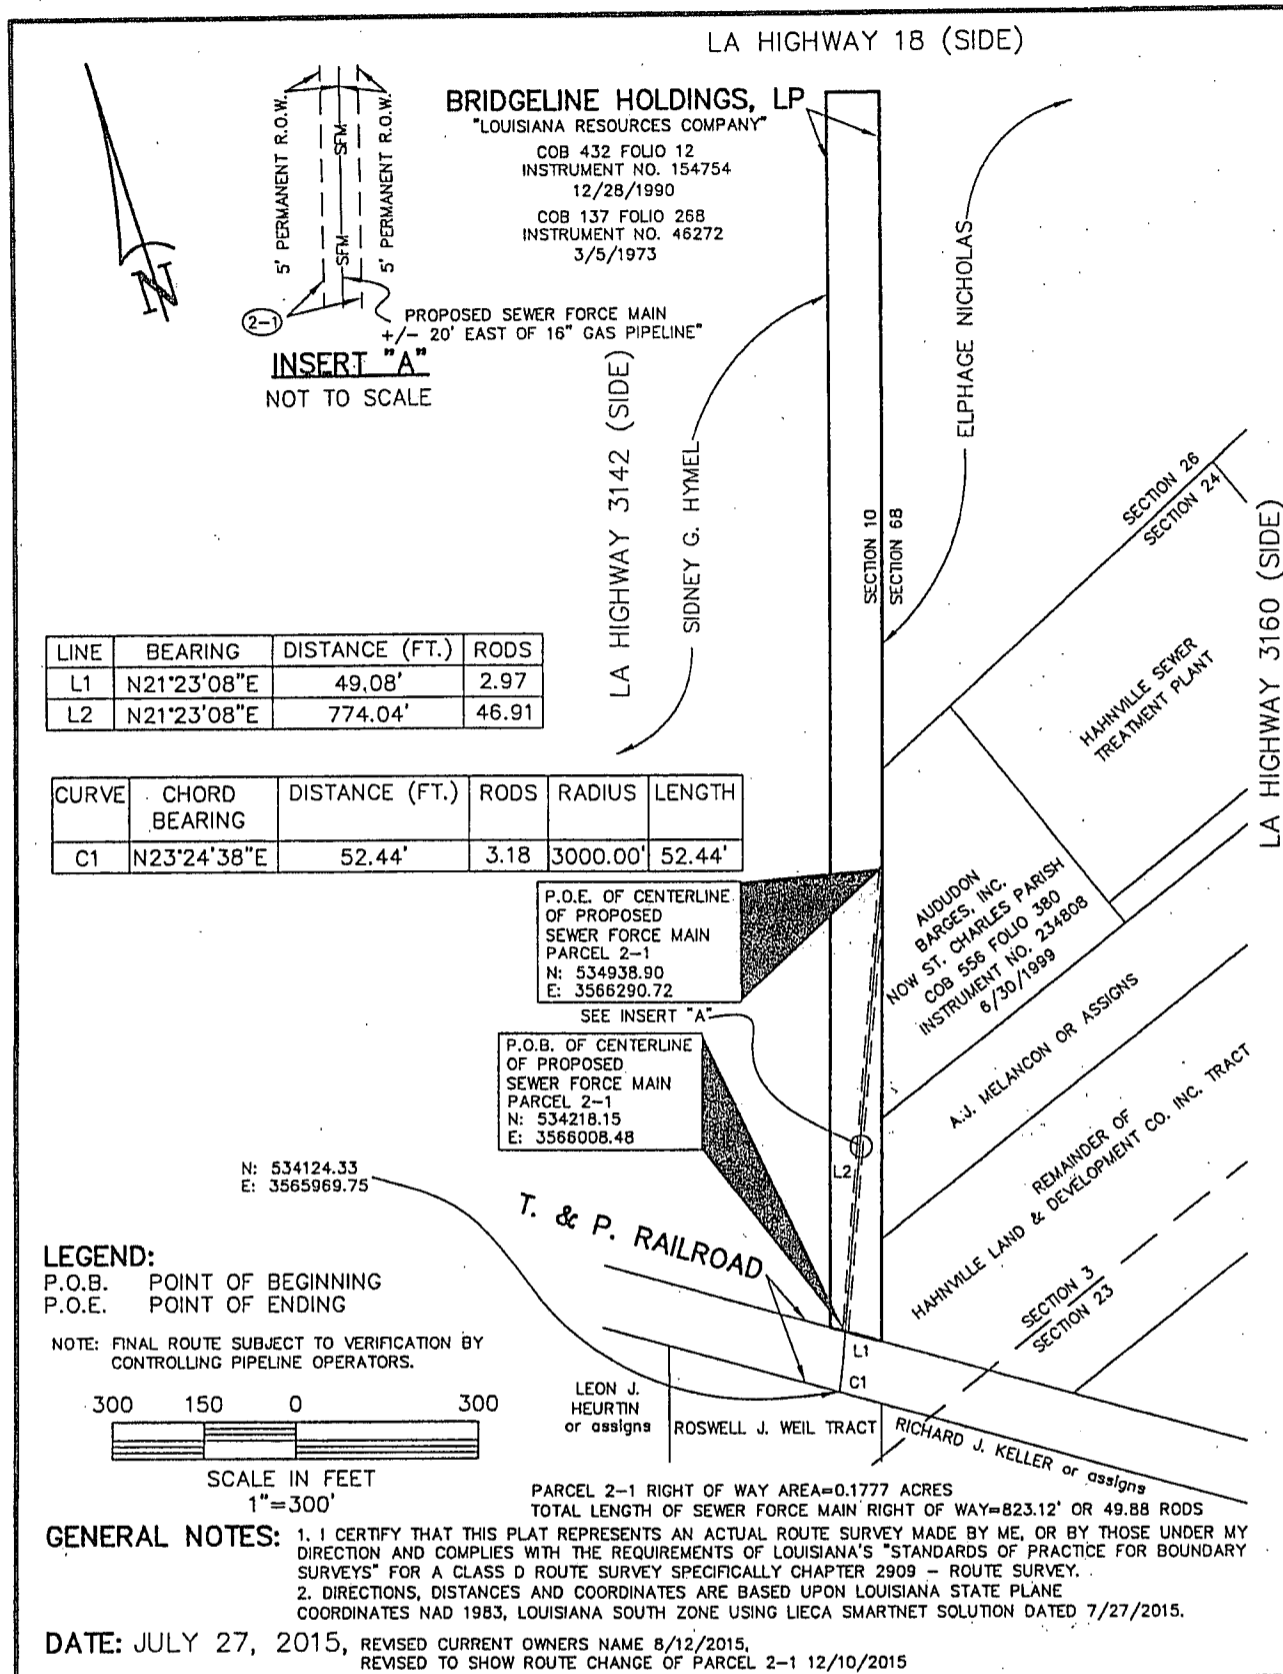 LA HIGHWAY 18 (SIDE)
5' PERMANENT R.O.W.
SFM
SFM
5' PERMANENT R.O.W.
N
2-1
PROPOSED SEWER FORCE MAIN
+/- 20' EAST OF 16" GAS PIPELINE"
INSERT "A"
NOT TO SCALE
BRIDGELINE HOLDINGS, LP
"LOUISIANA RESOURCES COMPANY"
COB 432 FOLIO 12
INSTRUMENT NO. 154754
12/28/1990
COB 137 FOLIO 268
INSTRUMENT NO. 46272
3/5/1973
LA HIGHWAY 3142 (SIDE)
SIDNEY G. HYMEL
ELPHAGE NICHOLAS
SECTION 10
SECTION 68
SECTION 26
SECTION 24
LA HIGHWAY 3160 (SIDE)
HAHNVILLE SEWER
TREATMENT PLANT
LINE BEARING DISTANCE (FT.) RODS
L1 N21°23'08"E 49.08' 2.97
L2 N21°23'08"E 774.04' 46.91
CURVE CHORD BEARING DISTANCE (FT.) RODS RADIUS LENGTH
C1 N23°24'38"E 52.44' 3.18 3000.00' 52.44'
P.O.E. OF CENTERLINE
OF PROPOSED
SEWER FORCE MAIN
PARCEL 2-1
N: 534938.90
E: 3566290.72
SEE INSERT "A"
P.O.B. OF CENTERLINE
OF PROPOSED
SEWER FORCE MAIN
PARCEL 2-1
N: 534218.15
E: 3566008.48
AUDUDON
BARGES, INC.
NOW ST. CHARLES PARISH
COB 556 FOLIO 380
INSTRUMENT NO. 234808
6/30/1999
A.J. MELANCON OR ASSIGNS
REMAINDER OF
HAHNVILLE LAND & DEVELOPMENT CO. INC. TRACT
SECTION 3
SECTION 23
L2
N: 534124.33
E: 3565969.75
T. & P. RAILROAD
L1
C1
LEGEND:
P.O.B. POINT OF BEGINNING
P.O.E. POINT OF ENDING
NOTE: FINAL ROUTE SUBJECT TO VERIFICATION BY
CONTROLLING PIPELINE OPERATORS.
300 150 0 300
SCALE IN FEET
1"=300'
LEON J.
HEURTIN
or assigns
ROSWELL J. WEIL TRACT
RICHARD J. KELLER or assigns
PARCEL 2-1 RIGHT OF WAY AREA=0.1777 ACRES
TOTAL LENGTH OF SEWER FORCE MAIN RIGHT OF WAY=823.12' OR 49.88 RODS
GENERAL NOTES: 1. I CERTIFY THAT THIS PLAT REPRESENTS AN ACTUAL ROUTE SURVEY MADE BY ME, OR BY THOSE UNDER MY
DIRECTION AND COMPLIES WITH THE REQUIREMENTS OF LOUISIANA'S "STANDARDS OF PRACTICE FOR BOUNDARY
SURVEYS" FOR A CLASS D ROUTE SURVEY SPECIFICALLY CHAPTER 2909 - ROUTE SURVEY.
2. DIRECTIONS, DISTANCES AND COORDINATES ARE BASED UPON LOUISIANA STATE PLANE
COORDINATES NAD 1983, LOUISIANA SOUTH ZONE USING LIECA SMARTNET SOLUTION DATED 7/27/2015.
DATE: JULY 27, 2015, REVISED CURRENT OWNERS NAME 8/12/2015,
REVISED TO SHOW ROUTE CHANGE OF PARCEL 2-1 12/10/2015